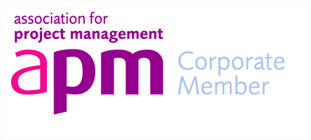 association for
project management
apm
Corporate
Member